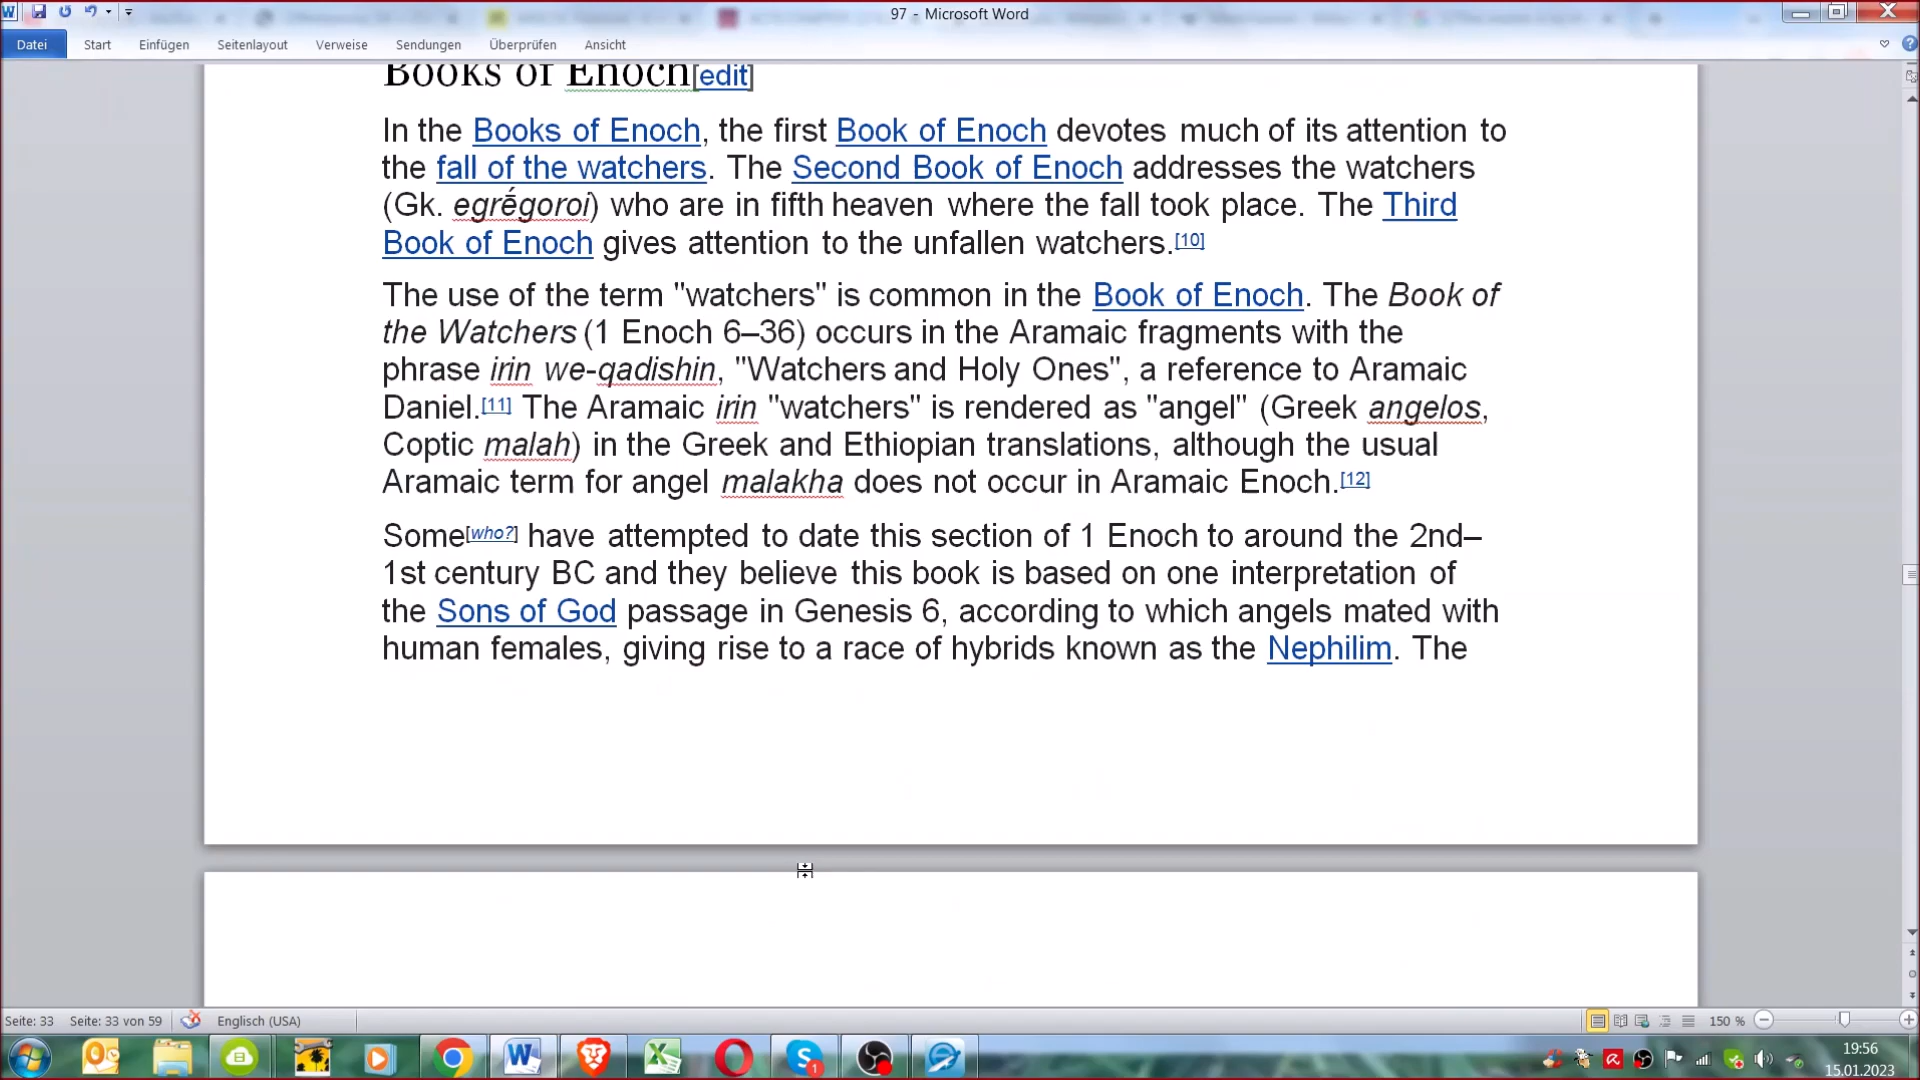 97 - Microsoft Word
Datei Start Einfügen Seitenlayout Verweise Sendungen Überprüfen Ansicht
Books of Enoch[edit]
In the Books of Enoch, the first Book of Enoch devotes much of its attention to
the fall of the watchers. The Second Book of Enoch addresses the watchers
(Gk. egrḗgoroi) who are in fifth heaven where the fall took place. The Third
Book of Enoch gives attention to the unfallen watchers.[10]
The use of the term "watchers" is common in the Book of Enoch. The Book of
the Watchers (1 Enoch 6–36) occurs in the Aramaic fragments with the
phrase irin we-qadishin, "Watchers and Holy Ones", a reference to Aramaic
Daniel.[11] The Aramaic irin "watchers" is rendered as "angel" (Greek angelos,
Coptic malah) in the Greek and Ethiopian translations, although the usual
Aramaic term for angel malakha does not occur in Aramaic Enoch.[12]
Some[who?] have attempted to date this section of 1 Enoch to around the 2nd–
1st century BC and they believe this book is based on one interpretation of
the Sons of God passage in Genesis 6, according to which angels mated with
human females, giving rise to a race of hybrids known as the Nephilim. The
Seite: 33 Seite: 33 von 59 Englisch (USA) 150 %
19:56
15.01.2023